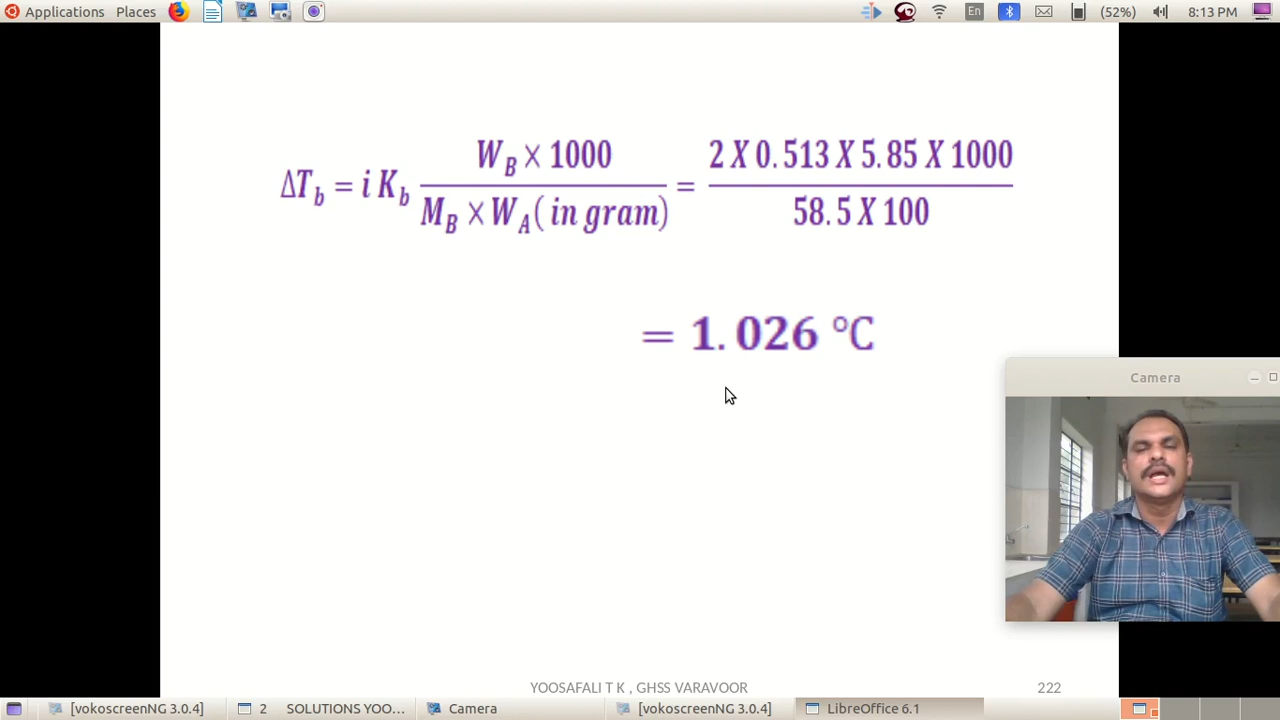 Applications Places En (52%) 8:13 PM
ΔT_b = i K_b (W_B × 1000) / (M_B × W_A ( in gram)) = (2 X 0.513 X 5.85 X 1000) / (58.5 X 100)
= 1.026 °C
Camera
YOOSAFALI T K , GHSS VARAVOOR 222
[vokoscreenNG 3.0.4] 2 SOLUTIONS YOO... Camera [vokoscreenNG 3.0.4] LibreOffice 6.1